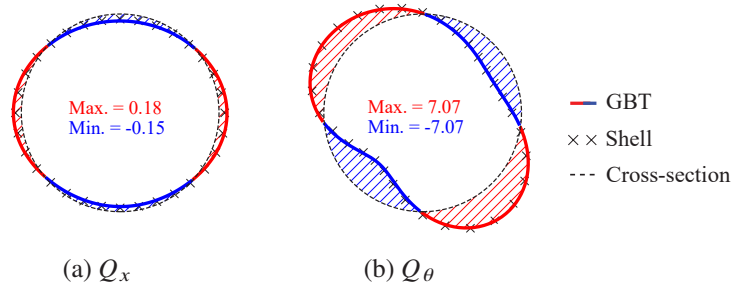 Max. = 0.18
Min. = -0.15
Max. = 7.07
Min. = -7.07
GBT
Shell
Cross-section
(a) Qx
(b) Qθ